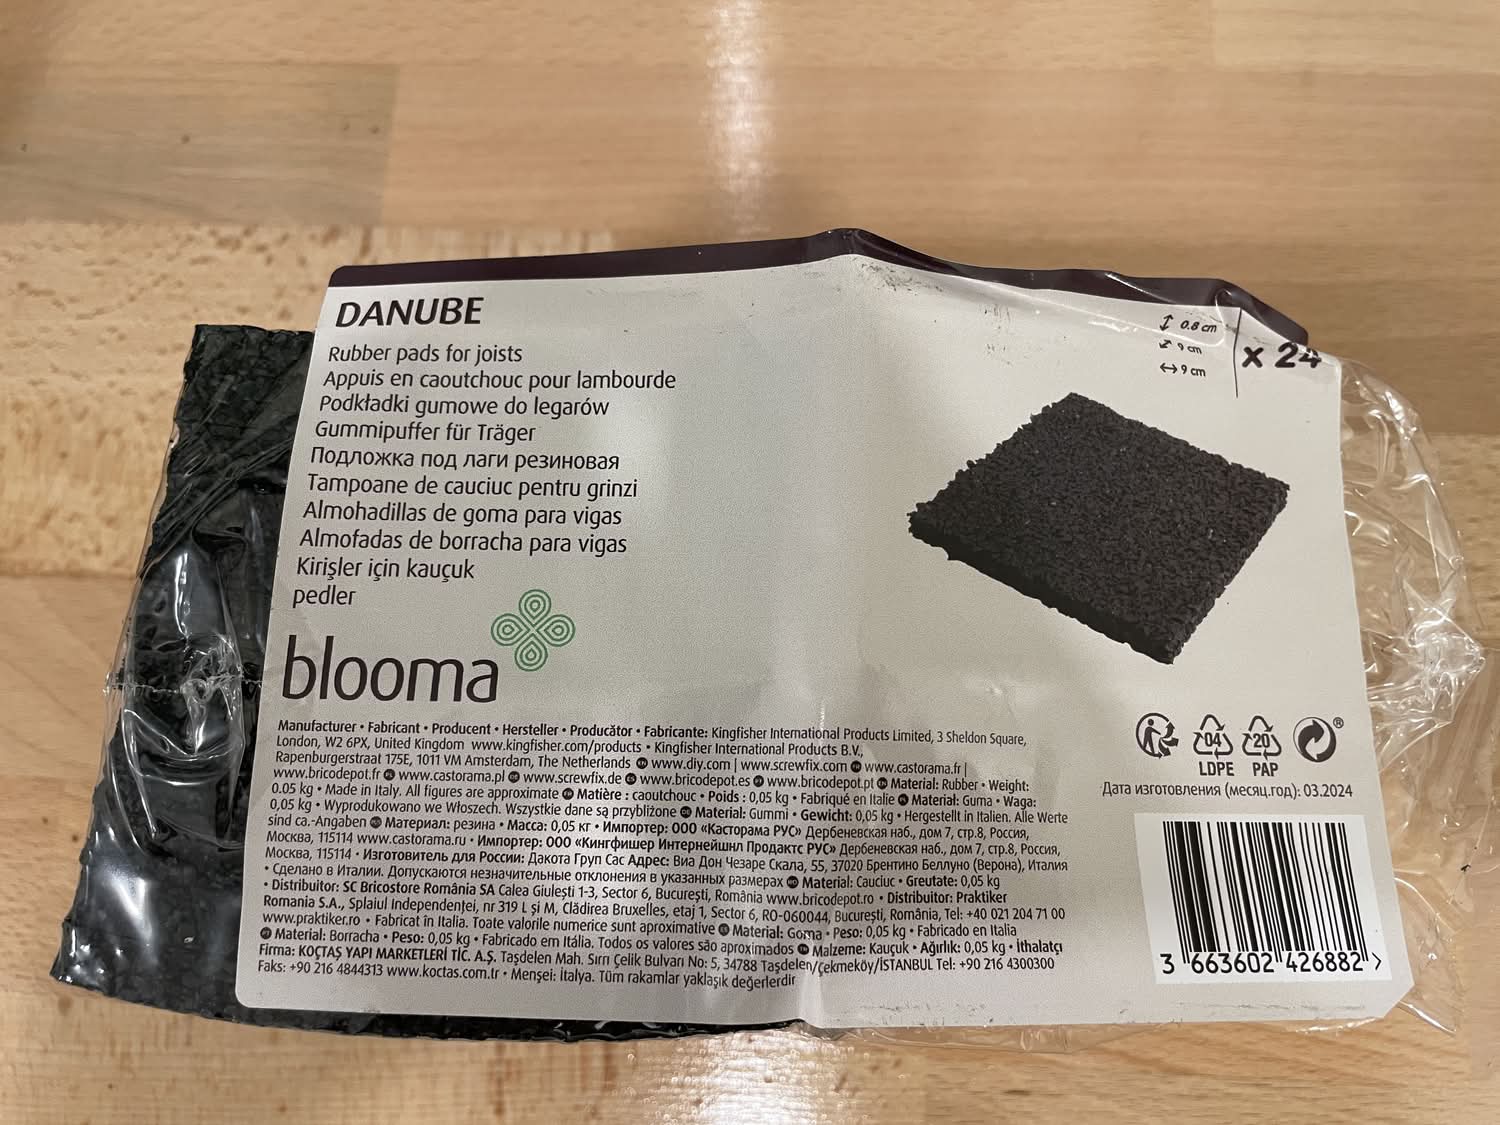 DANUBE
Rubber pads for joists
Appuis en caoutchouc pour lambourde
Podkładki gumowe do legarów
Gummipuffer für Träger
Подложка под лаги резиновая
Tampoane de cauciuc pentru grinzi
Almohadillas de goma para vigas
Almofadas de borracha para vigas
Kirişler için kauçuk
pedler
blooma
0.8 cm
9 cm
9 cm
x 24
Manufacturer • Fabricant • Producent • Hersteller • Producător • Fabricante: Kingfisher International Products Limited, 3 Sheldon Square,
London, W2 6PX, United Kingdom www.kingfisher.com/products • Kingfisher International Products B.V.,
Rapenburgerstraat 175E, 1011 VM Amsterdam, The Netherlands www.diy.com | www.screwfix.com www.castorama.fr |
www.bricodepot.fr www.castorama.pl www.screwfix.de www.bricodepot.es www.bricodepot.pt Material: Rubber • Weight:
0.05 kg • Made in Italy. All figures are approximate Matière : caoutchouc • Poids : 0,05 kg • Fabriqué en Italie Materiał: Guma • Waga:
0,05 kg • Wyprodukowano we Włoszech. Wszystkie dane są przybliżone Material: Gummi • Gewicht: 0,05 kg • Hergestellt in Italien. Alle Werte
sind ca.-Angaben Материал: резина • Масса: 0,05 кг • Импортер: ООО «Касторама РУС» Дербеневская наб., дом 7, стр.8, Россия,
Москва, 115114 www.castorama.ru • Импортер: ООО «Кингфишер Интернейшнл Продактс РУС» Дербеневская наб., дом 7, стр.8, Россия,
Москва, 115114 • Изготовитель для России: Дакота Груп Сас Адрес: Виа Дон Чезаре Скала, 55, 37020 Брентино Беллуно (Верона), Италия
• Сделано в Италии. Допускаются незначительные отклонения в указанных размерах Material: Cauciuc • Greutate: 0,05 kg
• Distribuitor: SC Bricostore România SA Calea Giulești 1-3, Sector 6, București, România www.bricodepot.ro • Distribuitor: Praktiker
Romania S.A., Splaiul Independenței, nr 319 L și M, Clădirea Bruxelles, etaj 1, Sector 6, RO-060044, București, România, Tel: +40 021 204 71 00
www.praktiker.ro • Fabricat în Italia. Toate valorile numerice sunt aproximative Material: Goma • Peso: 0,05 kg • Fabricado en Italia
Material: Borracha • Peso: 0,05 kg • Fabricado em Itália. Todos os valores são aproximados Malzeme: Kauçuk • Ağırlık: 0,05 kg • İthalatçı
Firma: KOÇTAŞ YAPI MARKETLERİ TİC. A.Ş. Taşdelen Mah. Sırrı Çelik Bulvarı No: 5, 34788 Taşdelen/Çekmeköy/İSTANBUL Tel: +90 216 4300300
Faks: +90 216 4844313 www.koctas.com.tr • Menşei: İtalya. Tüm rakamlar yaklaşık değerlerdir
04 20 ®
LDPE PAP
Дата изготовления (месяц.год): 03.2024
3 663602 426882 >